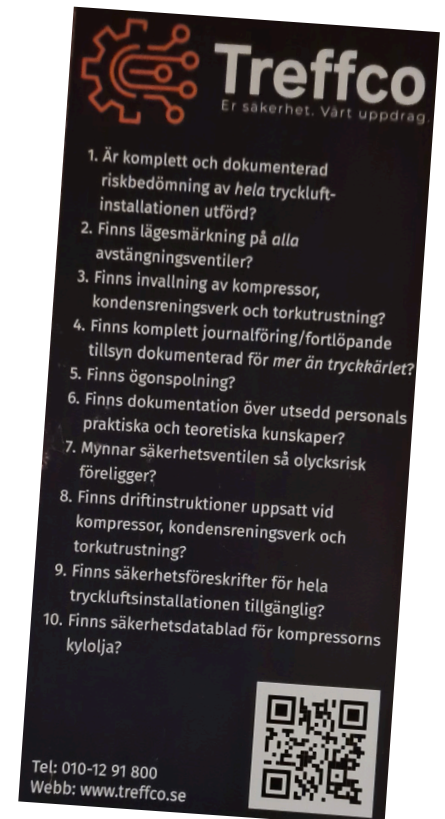 Treffco
Er säkerhet. Vårt uppdrag.
1. Är komplett och dokumenterad
riskbedömning av hela tryckluft-
installationen utförd?
2. Finns lägesmärkning på alla
avstängningsventiler?
3. Finns invallning av kompressor,
kondensreningsverk och torkutrustning?
4. Finns komplett journalföring/fortlöpande
tillsyn dokumenterad för mer än tryckkärlet?
5. Finns ögonspolning?
6. Finns dokumentation över utsedd personals
praktiska och teoretiska kunskaper?
7. Mynnar säkerhetsventilen så olycksrisk
föreligger?
8. Finns driftinstruktioner uppsatt vid
kompressor, kondensreningsverk och
torkutrustning?
9. Finns säkerhetsföreskrifter för hela
tryckluftsinstallationen tillgänglig?
10. Finns säkerhetsdatablad för kompressorns
kylolja?
Tel: 010-12 91 800
Webb: www.treffco.se